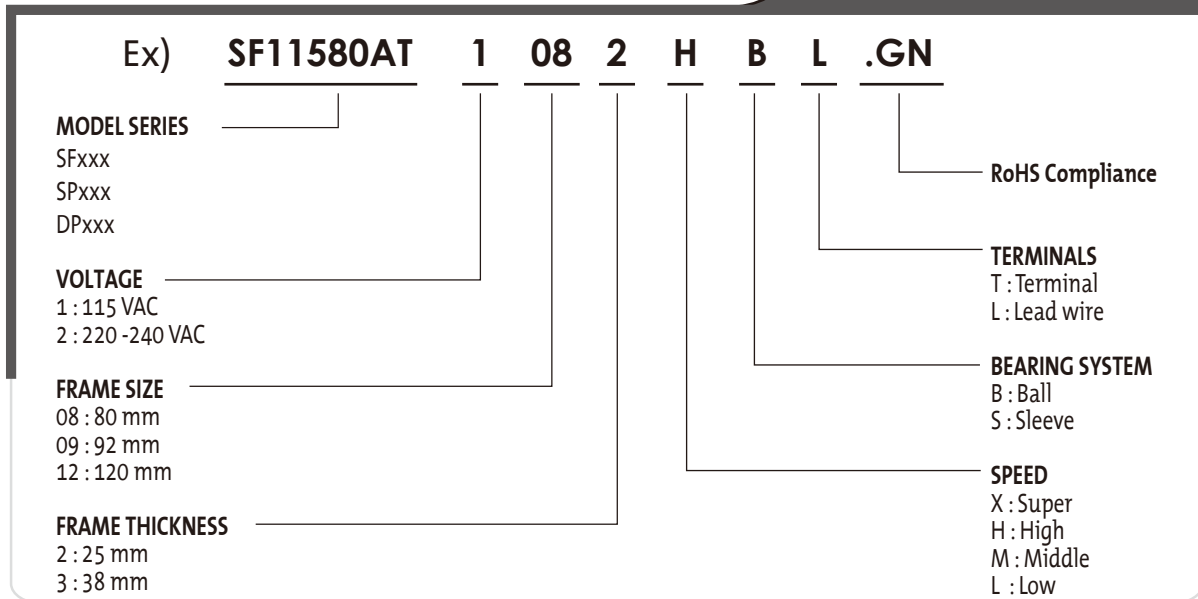 Ex) SF11580AT 1 08 2 H B L .GN
MODEL SERIES
SFxxx
SPxxx
DPxxx
VOLTAGE
1 : 115 VAC
2 : 220 -240 VAC
FRAME SIZE
08 : 80 mm
09 : 92 mm
12 : 120 mm
FRAME THICKNESS
2 : 25 mm
3 : 38 mm
RoHS Compliance
TERMINALS
T : Terminal
L : Lead wire
BEARING SYSTEM
B : Ball
S : Sleeve
SPEED
X : Super
H : High
M : Middle
L : Low